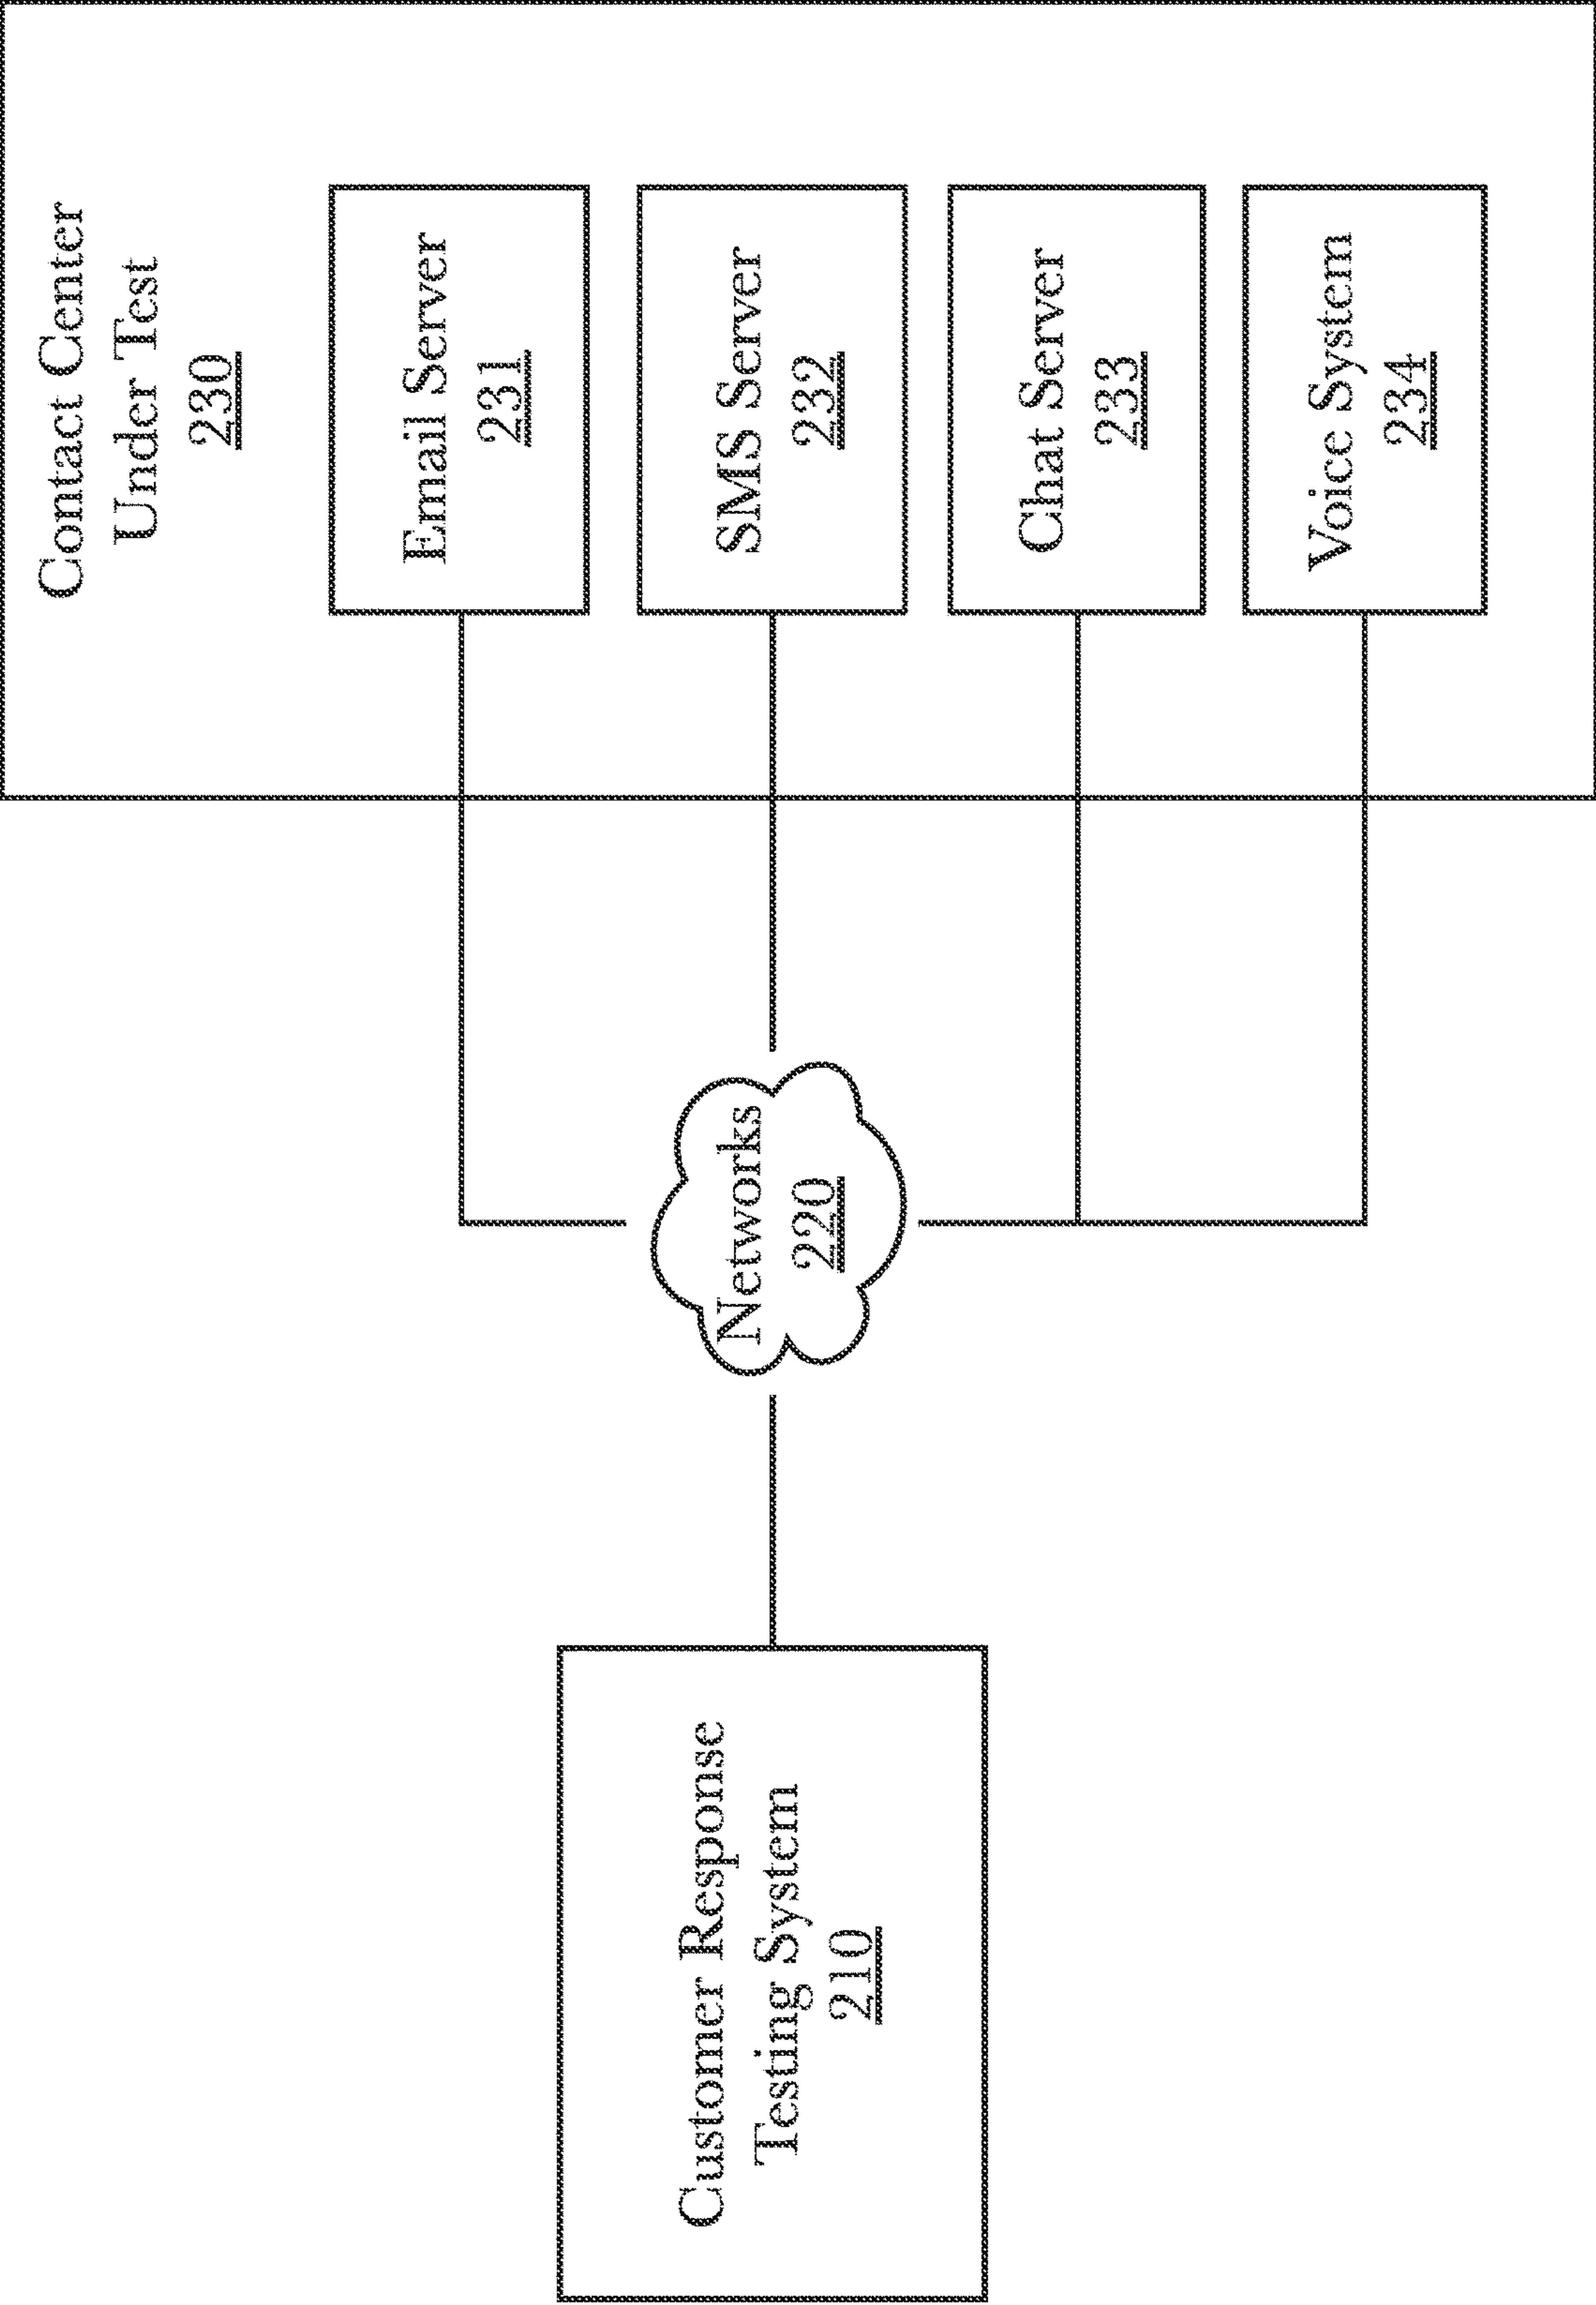 Contact Center
Under Test
230
Email Server
231
SMS Server
232
Chat Server
233
Voice System
234
Networks
220
Customer Response
Testing System
210